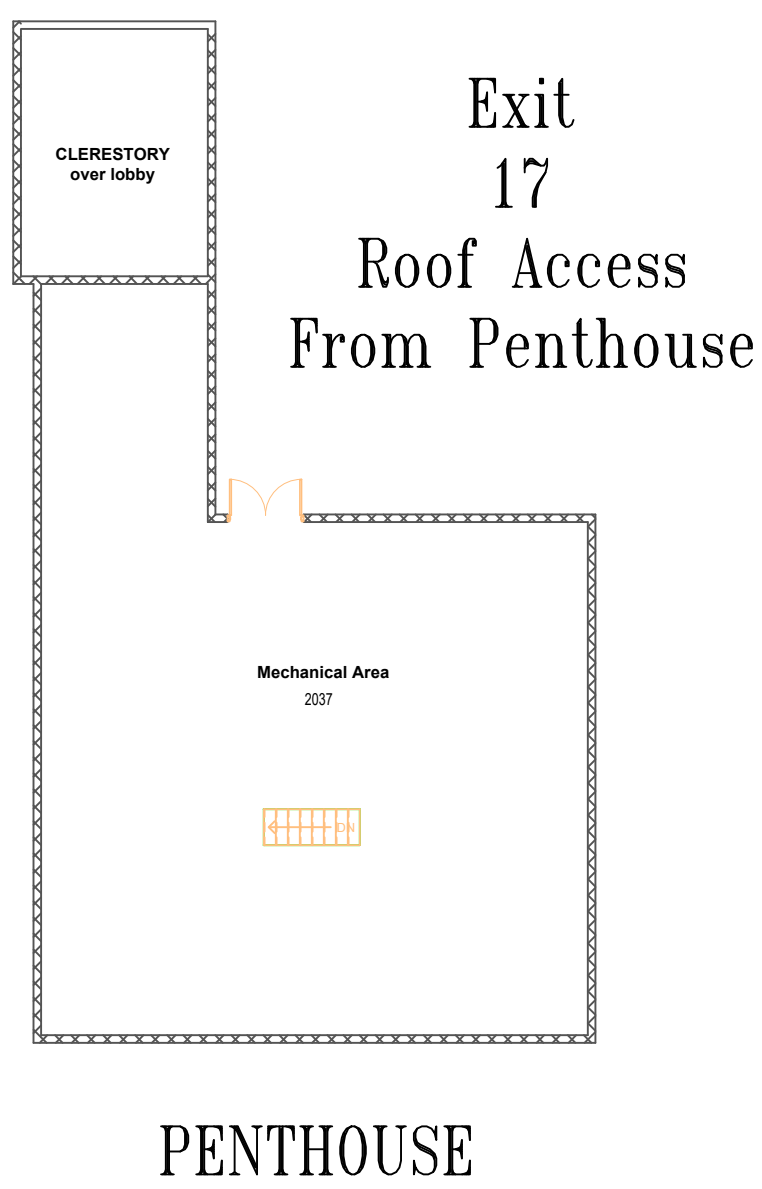 Exit
17
Roof Access
From Penthouse
CLERESTORY
over lobby
Mechanical Area
2037
DN
PENTHOUSE